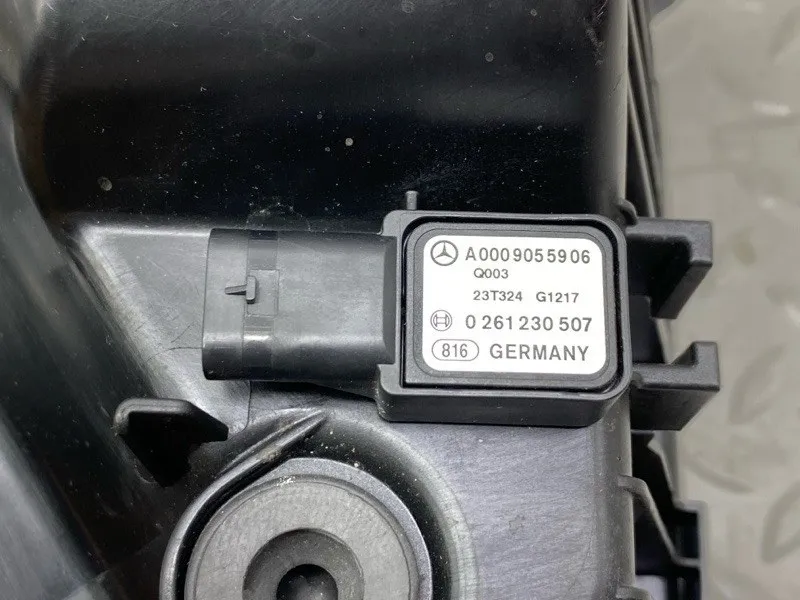 A0009055906
Q003
23T324 G1217
0 261 230 507
816 GERMANY